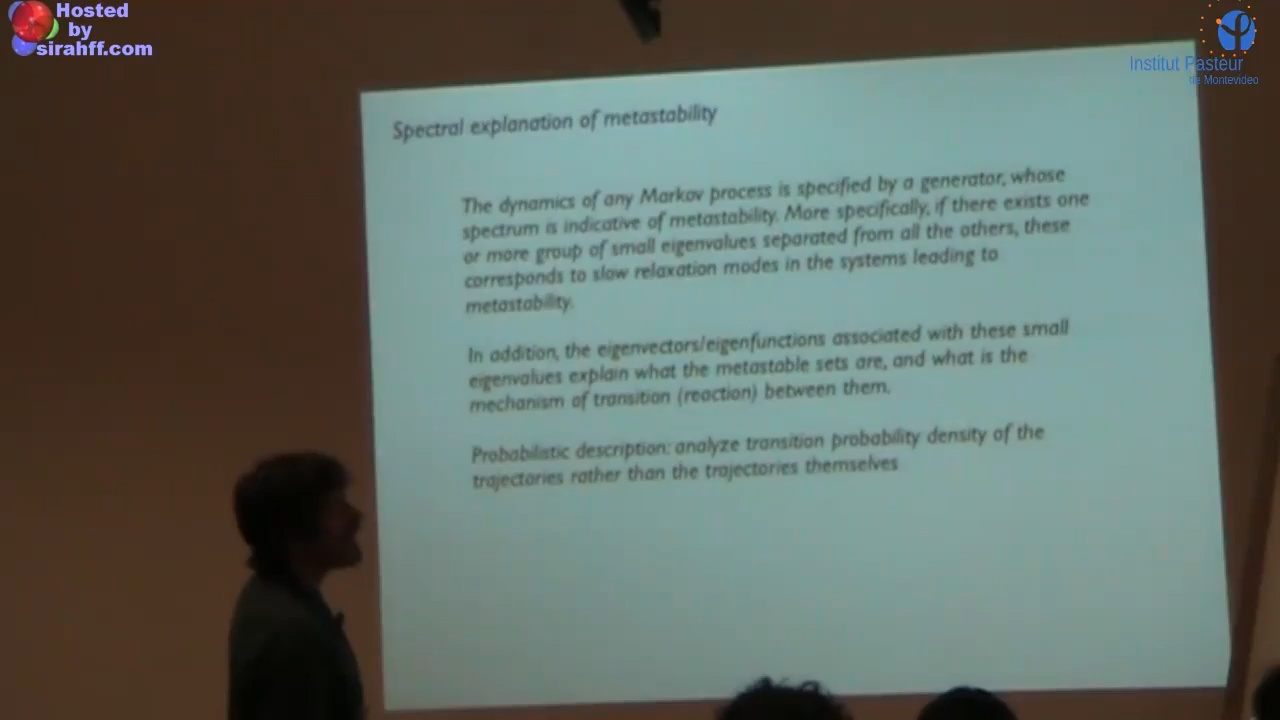 Hosted
by
sirahff.com
Institut Pasteur
de Montevideo
Spectral explanation of metastability
The dynamics of any Markov process is specified by a generator, whose
spectrum is indicative of metastability. More specifically, if there exists one
or more group of small eigenvalues separated from all the others, these
corresponds to slow relaxation modes in the systems leading to
metastability.
In addition, the eigenvectors/eigenfunctions associated with these small
eigenvalues explain what the metastable sets are, and what is the
mechanism of transition (reaction) between them.
Probabilistic description: analyze transition probability density of the
trajectories rather than the trajectories themselves